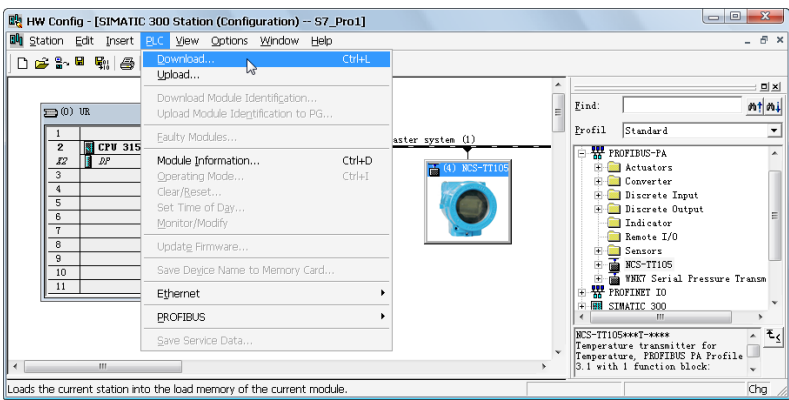 HW Config - [SIMATIC 300 Station (Configuration) -- S7_Pro1]
Station Edit Insert PLC View Options Window Help
Download... Ctrl+L
Upload...
Download Module Identification...
Upload Module Identification to PG...
Faulty Modules...
Module Information... Ctrl+D
Operating Mode... Ctrl+I
Clear/Reset...
Set Time of Day...
Monitor/Modify
Update Firmware...
Save Device Name to Memory Card...
Ethernet
PROFIBUS
Save Service Data...
(0) UR
1
2 CPU 315
X2 DP
3
4
5
6
7
8
9
10
11
aster system (1)
(4) NCS-TT105
Find:
Profil Standard
PROFIBUS-PA
Actuators
Converter
Discrete Input
Discrete Output
Indicator
Remote I/O
Sensors
NCS-TT105
WNK7 Serial Pressure Transm
PROFINET IO
SIMATIC 300
NCS-TT105***T-****
Temperature transmitter for
Temperature, PROFIBUS PA Profile
3.1 with 1 function block:
Loads the current station into the load memory of the current module.
Chg